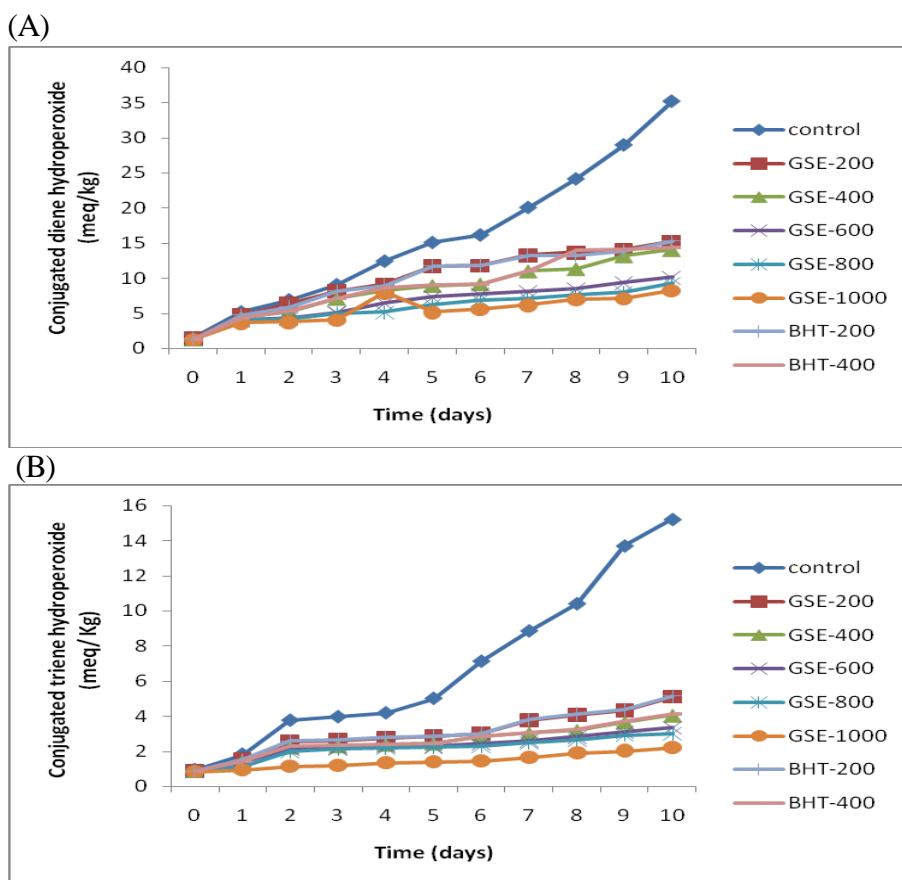 (A)
Conjugated diene hydroperoxide
(meq/kg)
40
35
30
25
20
15
10
5
0
0 1 2 3 4 5 6 7 8 9 10
Time (days)
control
GSE-200
GSE-400
GSE-600
GSE-800
GSE-1000
BHT-200
BHT-400
(B)
Conjugated triene hydroperoxide
(meq/Kg)
16
14
12
10
8
6
4
2
0
0 1 2 3 4 5 6 7 8 9 10
Time (days)
control
GSE-200
GSE-400
GSE-600
GSE-800
GSE-1000
BHT-200
BHT-400